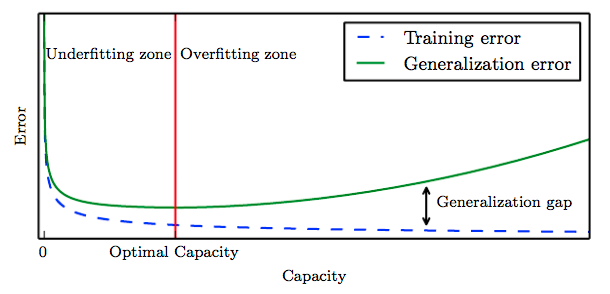 Underfitting zone
Overfitting zone
Training error
Generalization error
Error
Generalization gap
0
Optimal Capacity
Capacity